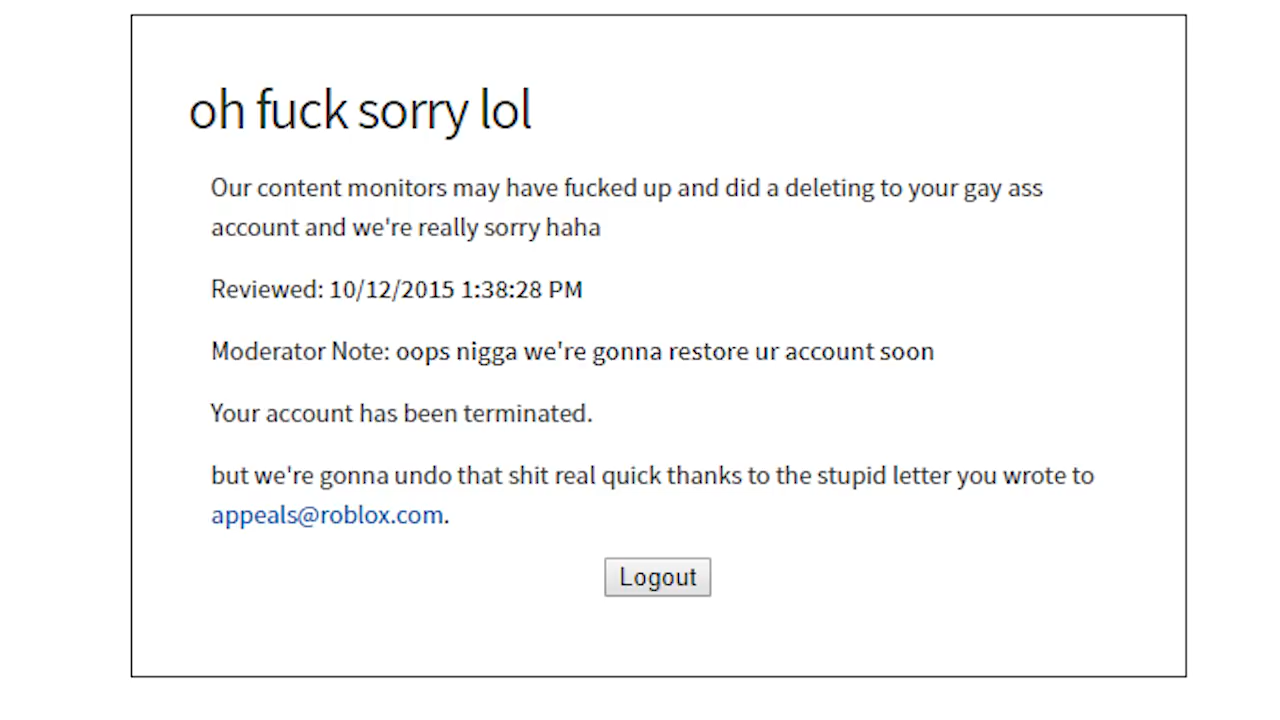 oh fuck sorry lol
Our content monitors may have fucked up and did a deleting to your gay ass
account and we're really sorry haha
Reviewed: 10/12/2015 1:38:28 PM
Moderator Note: oops nigga we're gonna restore ur account soon
Your account has been terminated.
but we're gonna undo that shit real quick thanks to the stupid letter you wrote to
appeals@roblox.com.
Logout